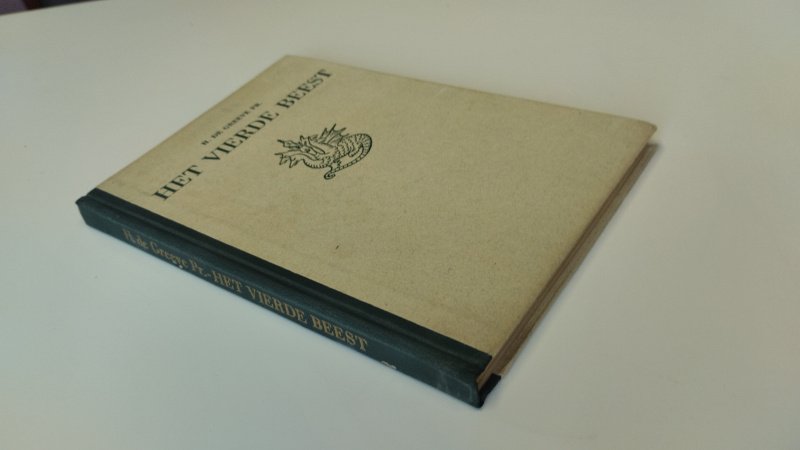 H. DE GREEVE PR.
HET VIERDE BEEST
H. de Greeve Pr.-HET VIERDE BEEST